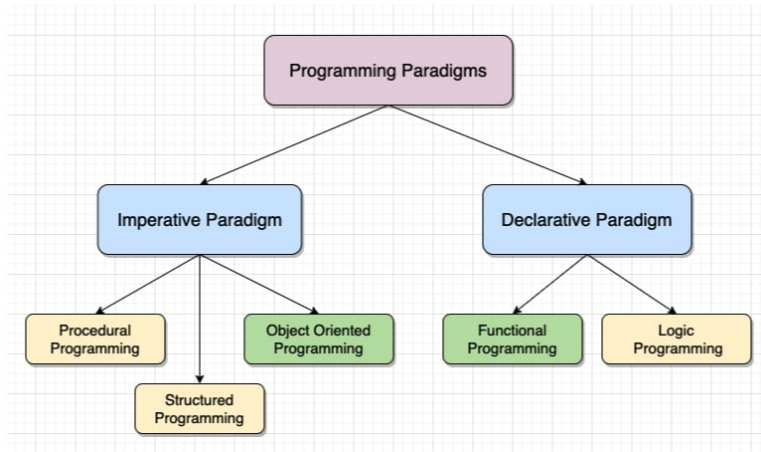 Programming Paradigms
Imperative Paradigm
Declarative Paradigm
Procedural
Programming
Object Oriented
Programming
Functional
Programming
Logic
Programming
Structured
Programming